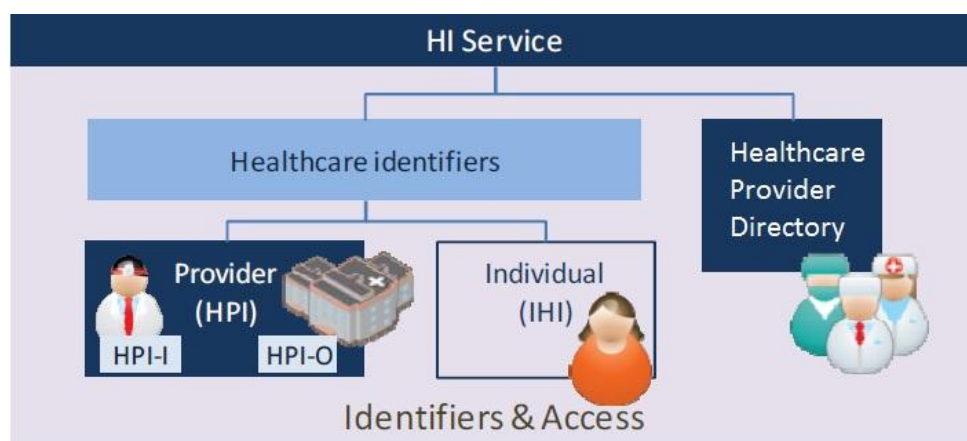 HI Service
Healthcare identifiers
Healthcare
Provider
Directory
Provider
(HPI)
HPI-I
HPI-O
Individual
(IHI)
Identifiers & Access